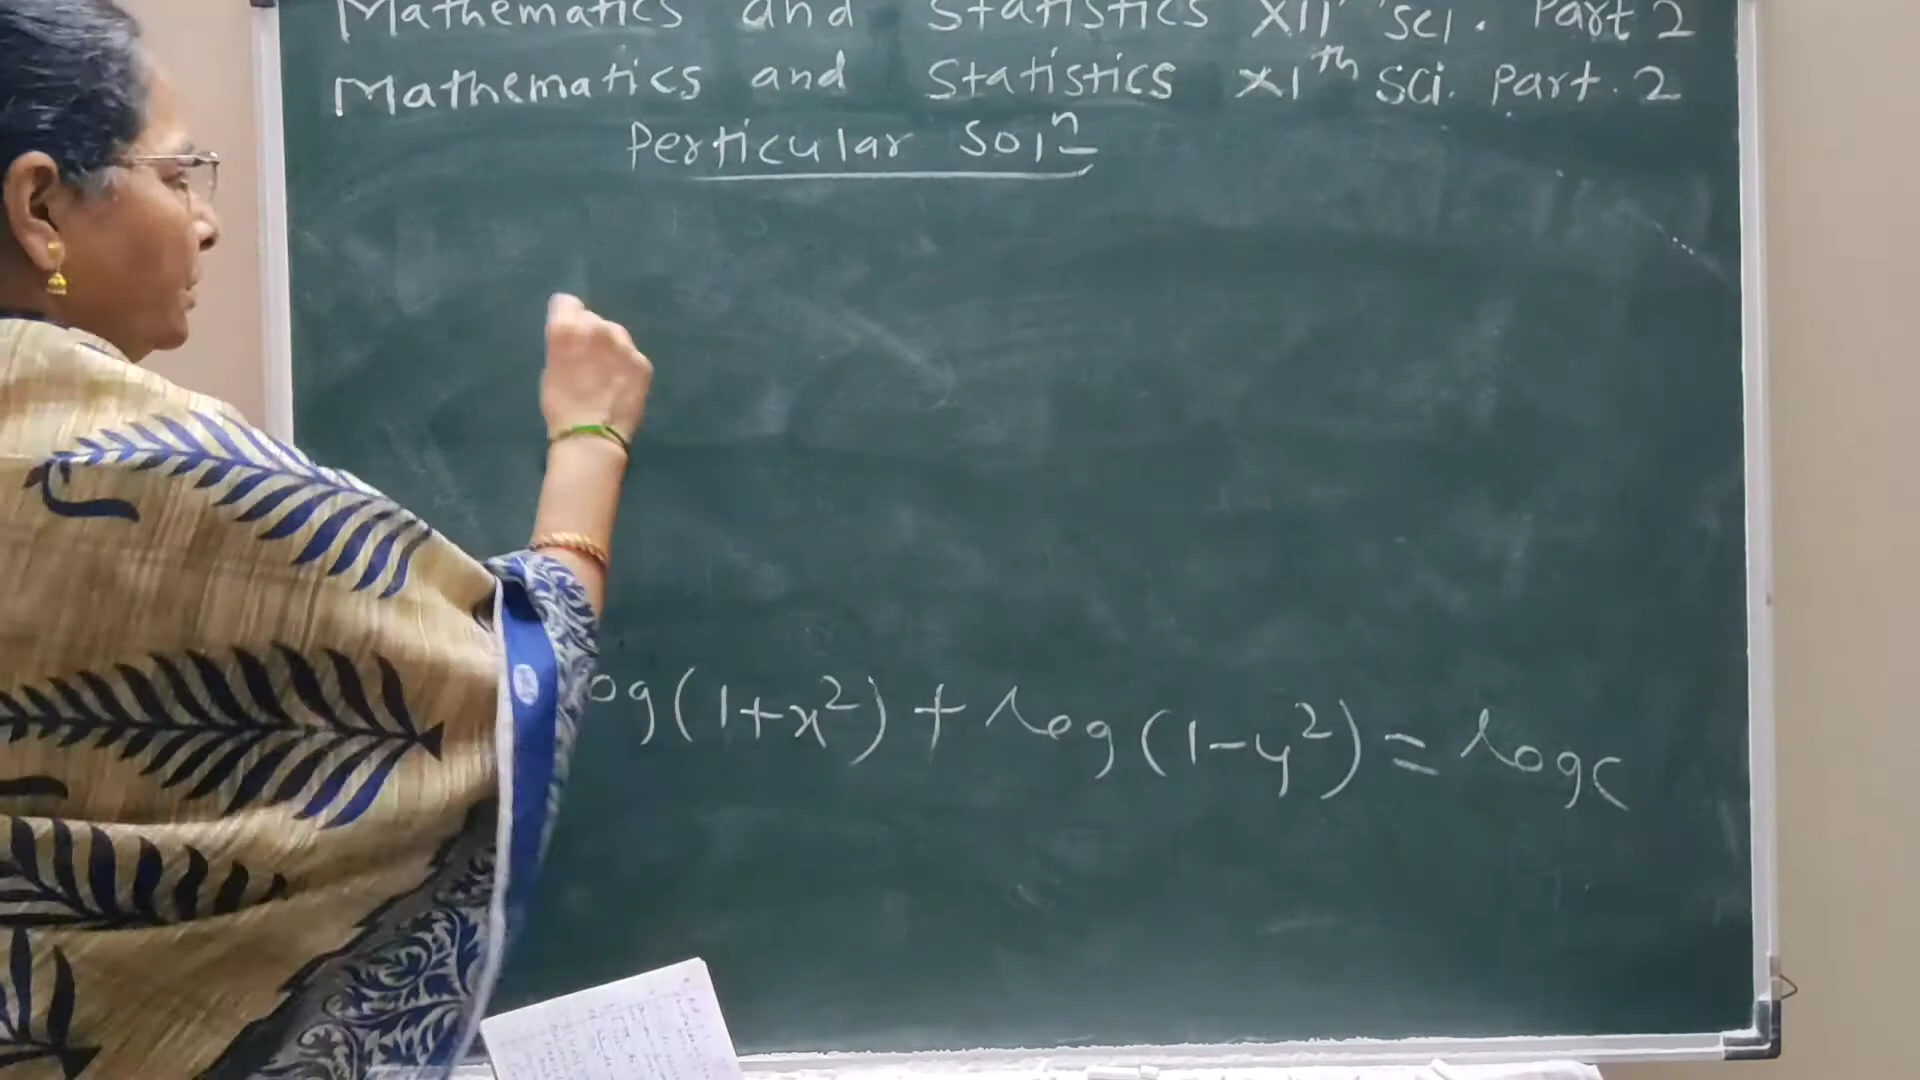 Mathematics and Statistics XIIth Sci. Part 2
Mathematics and Statistics XIth Sci. Part. 2
Perticular Solⁿ
og(1+x²) + log(1-y²) = logc